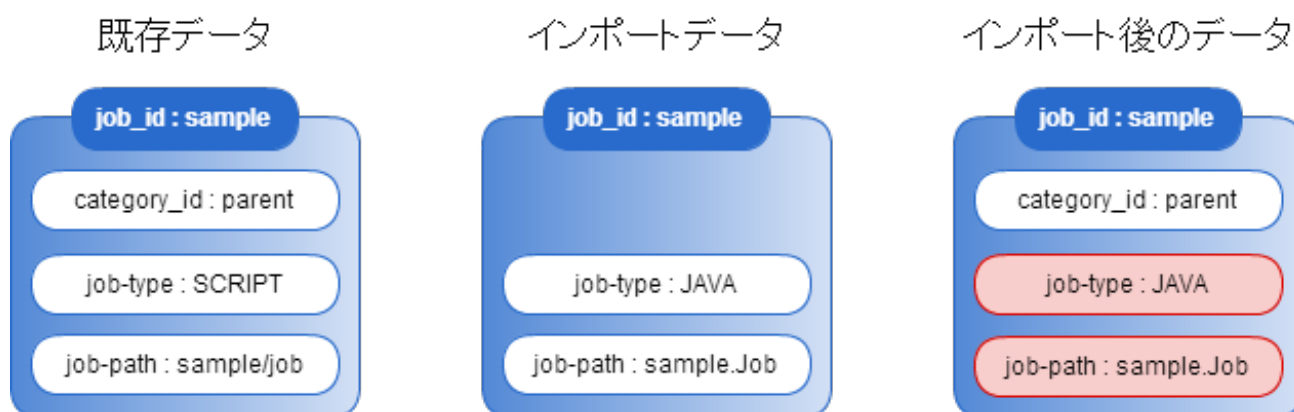 既存データ
インポートデータ
インポート後のデータ
job_id : sample
category_id : parent
job-type : SCRIPT
job-path : sample/job
job_id : sample
job-type : JAVA
job-path : sample.Job
job_id : sample
category_id : parent
job-type : JAVA
job-path : sample.Job